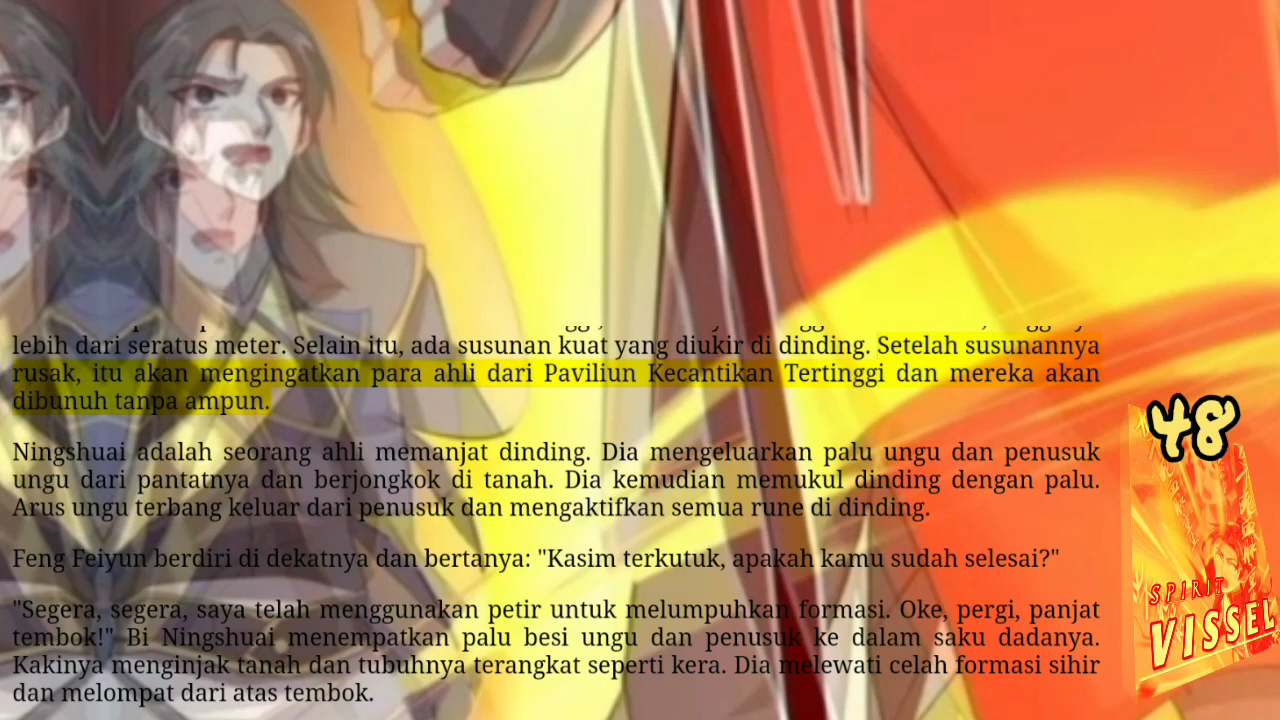 lebih dari seratus meter. Selain itu, ada susunan kuat yang diukir di dinding. Setelah susunannya
rusak, itu akan mengingatkan para ahli dari Paviliun Kecantikan Tertinggi dan mereka akan
dibunuh tanpa ampun.
Ningshuai adalah seorang ahli memanjat dinding. Dia mengeluarkan palu ungu dan penusuk
ungu dari pantatnya dan berjongkok di tanah. Dia kemudian memukul dinding dengan palu.
Arus ungu terbang keluar dari penusuk dan mengaktifkan semua rune di dinding.
Feng Feiyun berdiri di dekatnya dan bertanya: "Kasim terkutuk, apakah kamu sudah selesai?"
"Segera, segera, saya telah menggunakan petir untuk melumpuhkan formasi. Oke, pergi, panjat
tembok!" Bi Ningshuai menempatkan palu besi ungu dan penusuk ke dalam saku dadanya.
Kakinya menginjak tanah dan tubuhnya terangkat seperti kera. Dia melewati celah formasi sihir
dan melompat dari atas tembok.
48
SPIRIT
VISSEL